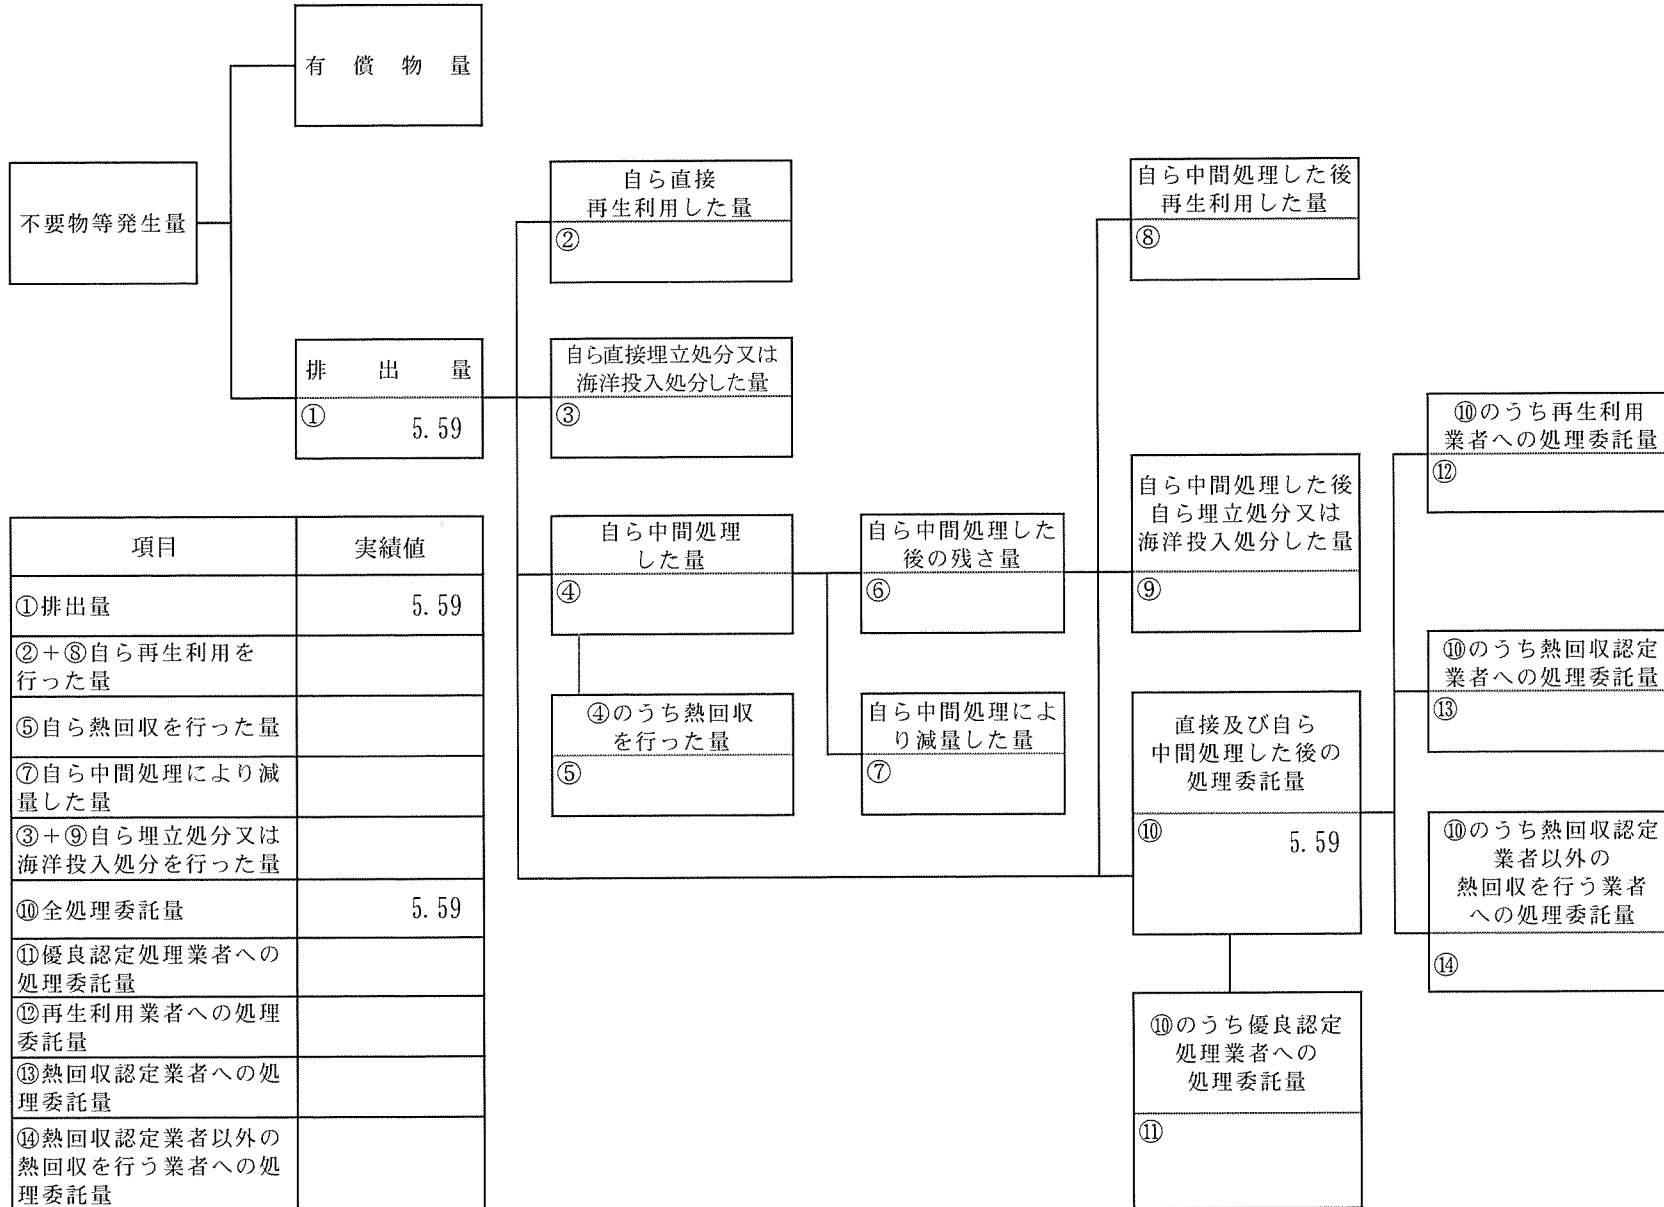 有償物量
不要物等発生量
排出量
①
5.59
自ら直接
再生利用した量
②
自ら直接埋立処分又は
海洋投入処分した量
③
自ら中間処理
した量
④
④のうち熱回収
を行った量
⑤
自ら中間処理した
後の残さ量
⑥
自ら中間処理によ
り減量した量
⑦
自ら中間処理した後
再生利用した量
⑧
自ら中間処理した後
自ら埋立処分又は
海洋投入処分した量
⑨
直接及び自ら
中間処理した後の
処理委託量
⑩
5.59
⑩のうち優良認定
処理業者への
処理委託量
⑪
⑩のうち再生利用
業者への処理委託量
⑫
⑩のうち熱回収認定
業者への処理委託量
⑬
⑩のうち熱回収認定
業者以外の
熱回収を行う業者
への処理委託量
⑭
項目 実績値
①排出量 5.59
②+⑧自ら再生利用を
行った量
⑤自ら熱回収を行った量
⑦自ら中間処理により減
量した量
③+⑨自ら埋立処分又は
海洋投入処分を行った量
⑩全処理委託量 5.59
⑪優良認定処理業者への
処理委託量
⑫再生利用業者への処理
委託量
⑬熱回収認定業者への処
理委託量
⑭熱回収認定業者以外の
熱回収を行う業者への処
理委託量